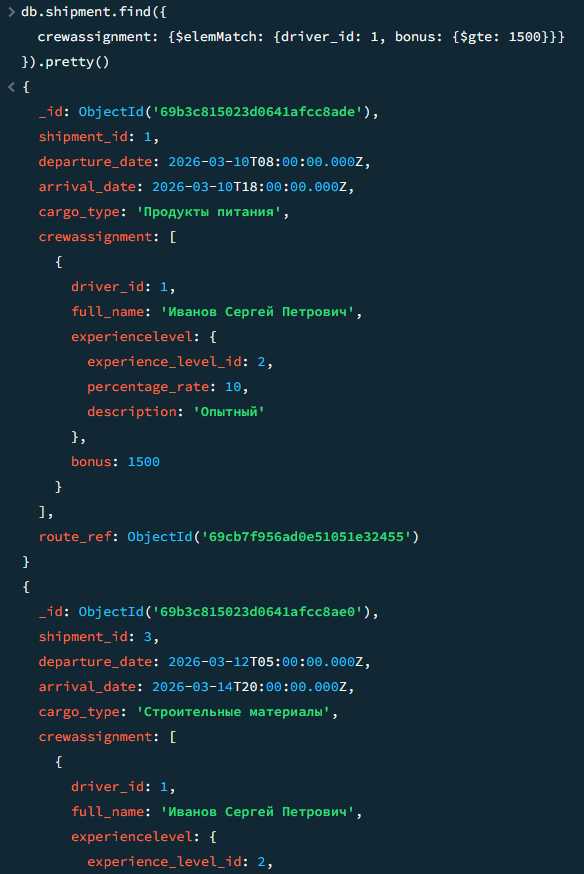 > db.shipment.find({
crewassignment: {$elemMatch: {driver_id: 1, bonus: {$gte: 1500}}}
}).pretty()
< {
_id: ObjectId('69b3c815023d0641afcc8ade'),
shipment_id: 1,
departure_date: 2026-03-10T08:00:00.000Z,
arrival_date: 2026-03-10T18:00:00.000Z,
cargo_type: 'Продукты питания',
crewassignment: [
{
driver_id: 1,
full_name: 'Иванов Сергей Петрович',
experiencelevel: {
experience_level_id: 2,
percentage_rate: 10,
description: 'Опытный'
},
bonus: 1500
}
],
route_ref: ObjectId('69cb7f956ad0e51051e32455')
}
{
_id: ObjectId('69b3c815023d0641afcc8ae0'),
shipment_id: 3,
departure_date: 2026-03-12T05:00:00.000Z,
arrival_date: 2026-03-14T20:00:00.000Z,
cargo_type: 'Строительные материалы',
crewassignment: [
{
driver_id: 1,
full_name: 'Иванов Сергей Петрович',
experiencelevel: {
experience_level_id: 2,